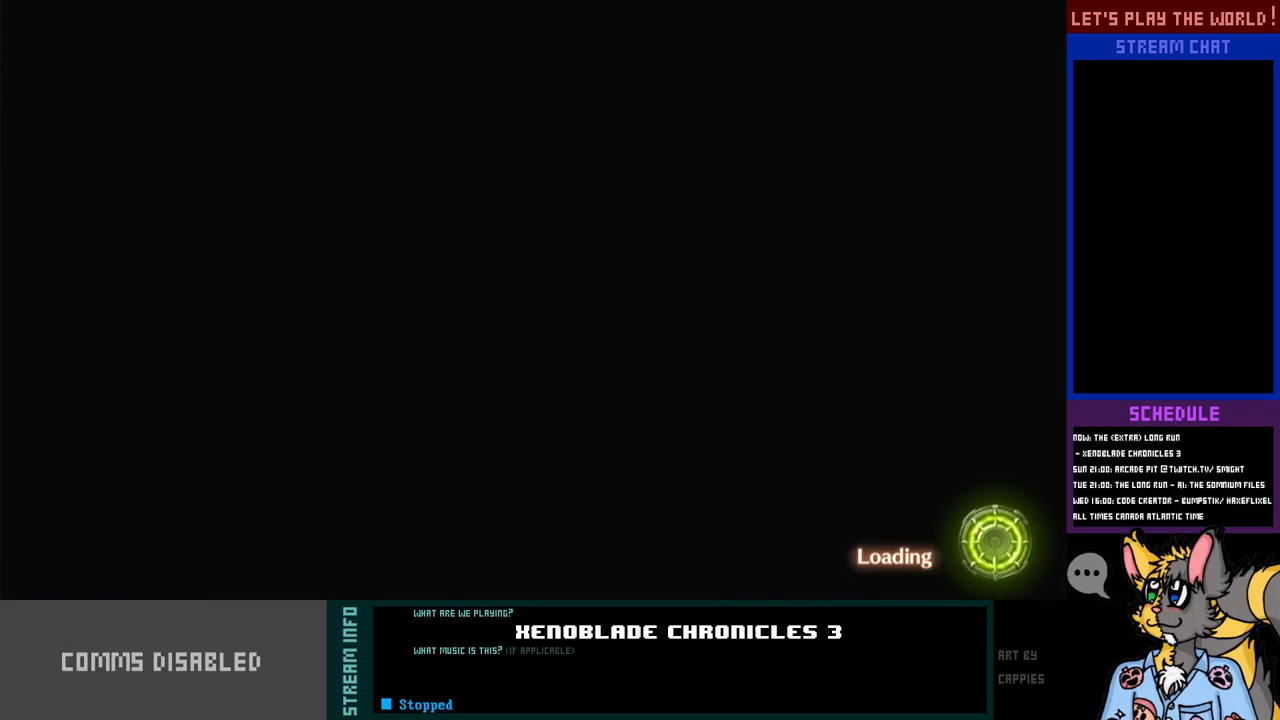 LET'S PLAY THE WORLD!
STREAM CHAT
SCHEDULE
NOW: THE (EXTRA) LONG RUN
- XENOBLADE CHRONICLES 3
SUN 21:00: ARCADE PIT @TWITCH.TV/ SMIGHT
TUE 21:00: THE LONG RUN - AI: THE SOMNIUM FILES
WED 16:00: CODE CREATOR - BUMPSTIK/ HAXEFLIXEL
ALL TIMES CANADA ATLANTIC TIME
Loading
COMMS DISABLED
STREAM INFO
WHAT ARE WE PLAYING?
XENOBLADE CHRONICLES 3
WHAT MUSIC IS THIS? (IF APPLICABLE)
Stopped
ART BY
CAPPIES